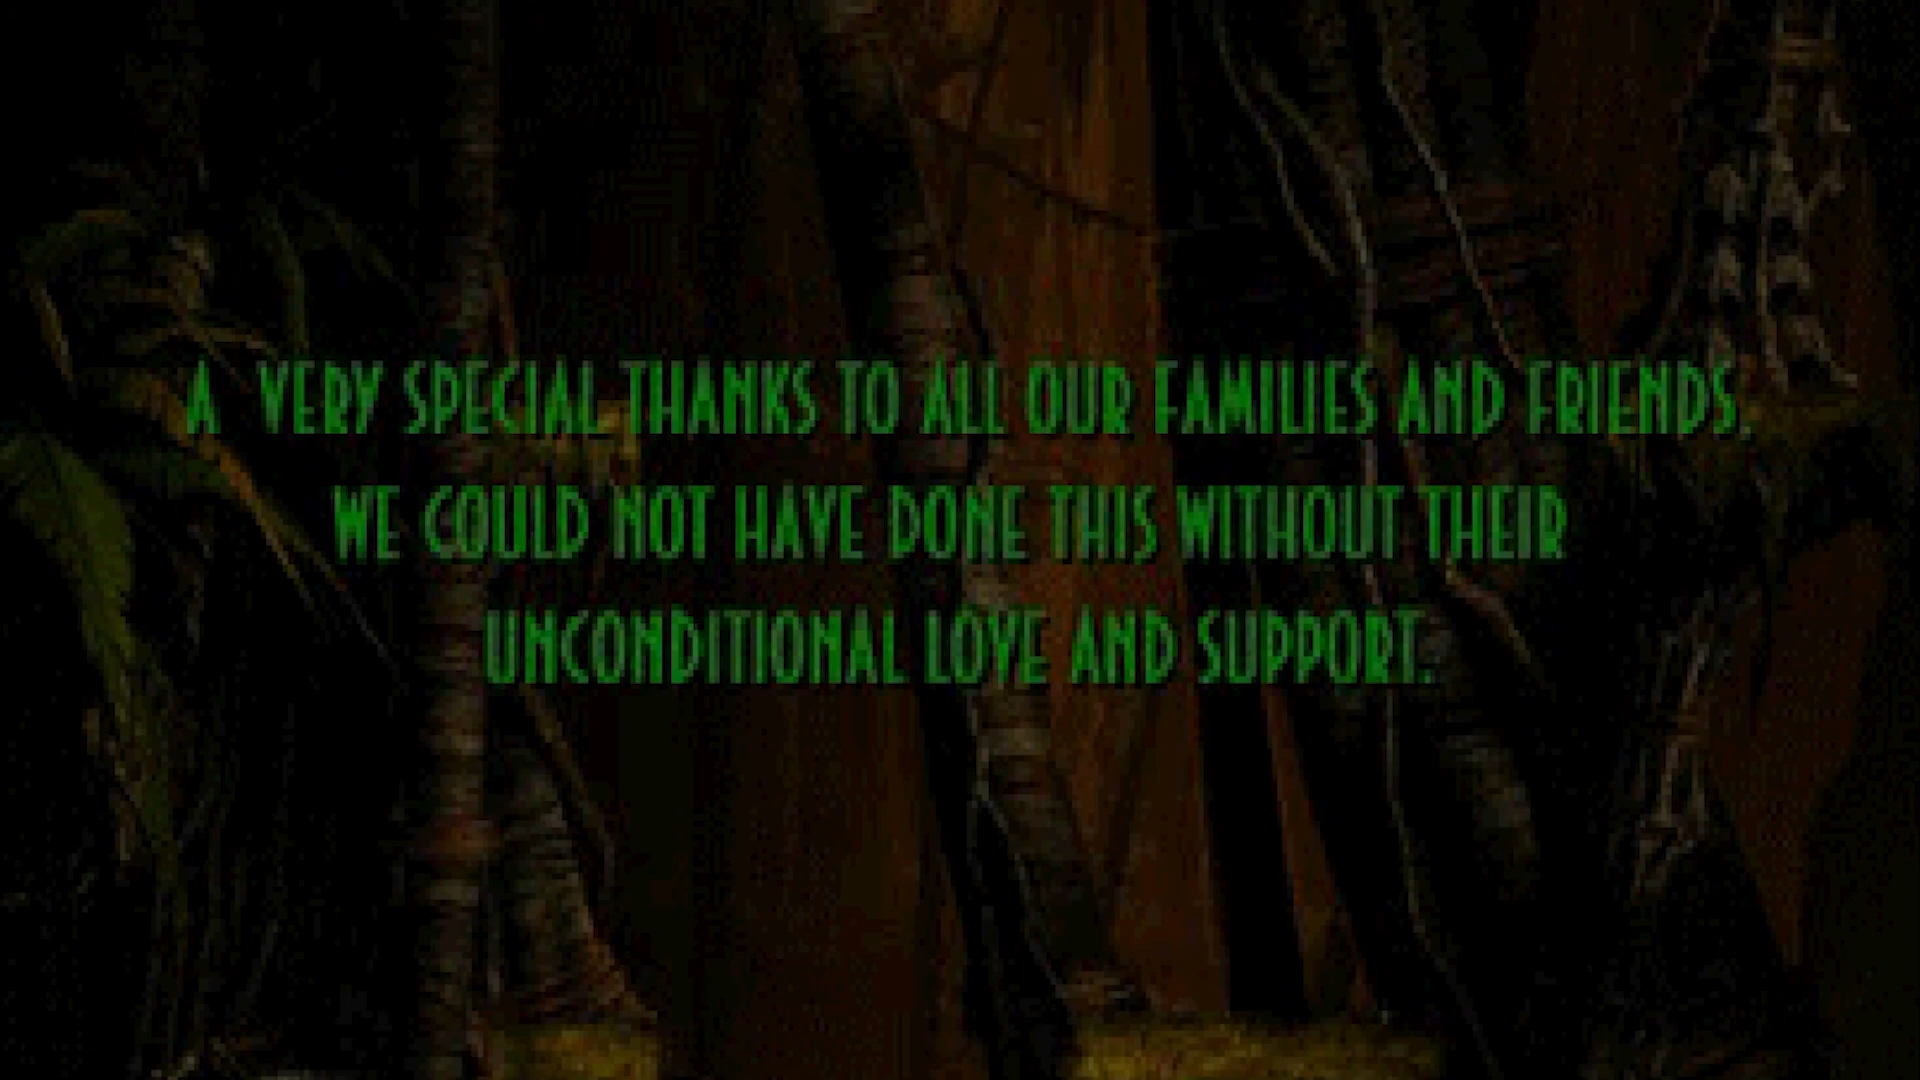 A VERY SPECIAL THANKS TO ALL OUR FAMILIES AND FRIENDS.
WE COULD NOT HAVE DONE THIS WITHOUT THEIR
UNCONDITIONAL LOVE AND SUPPORT.